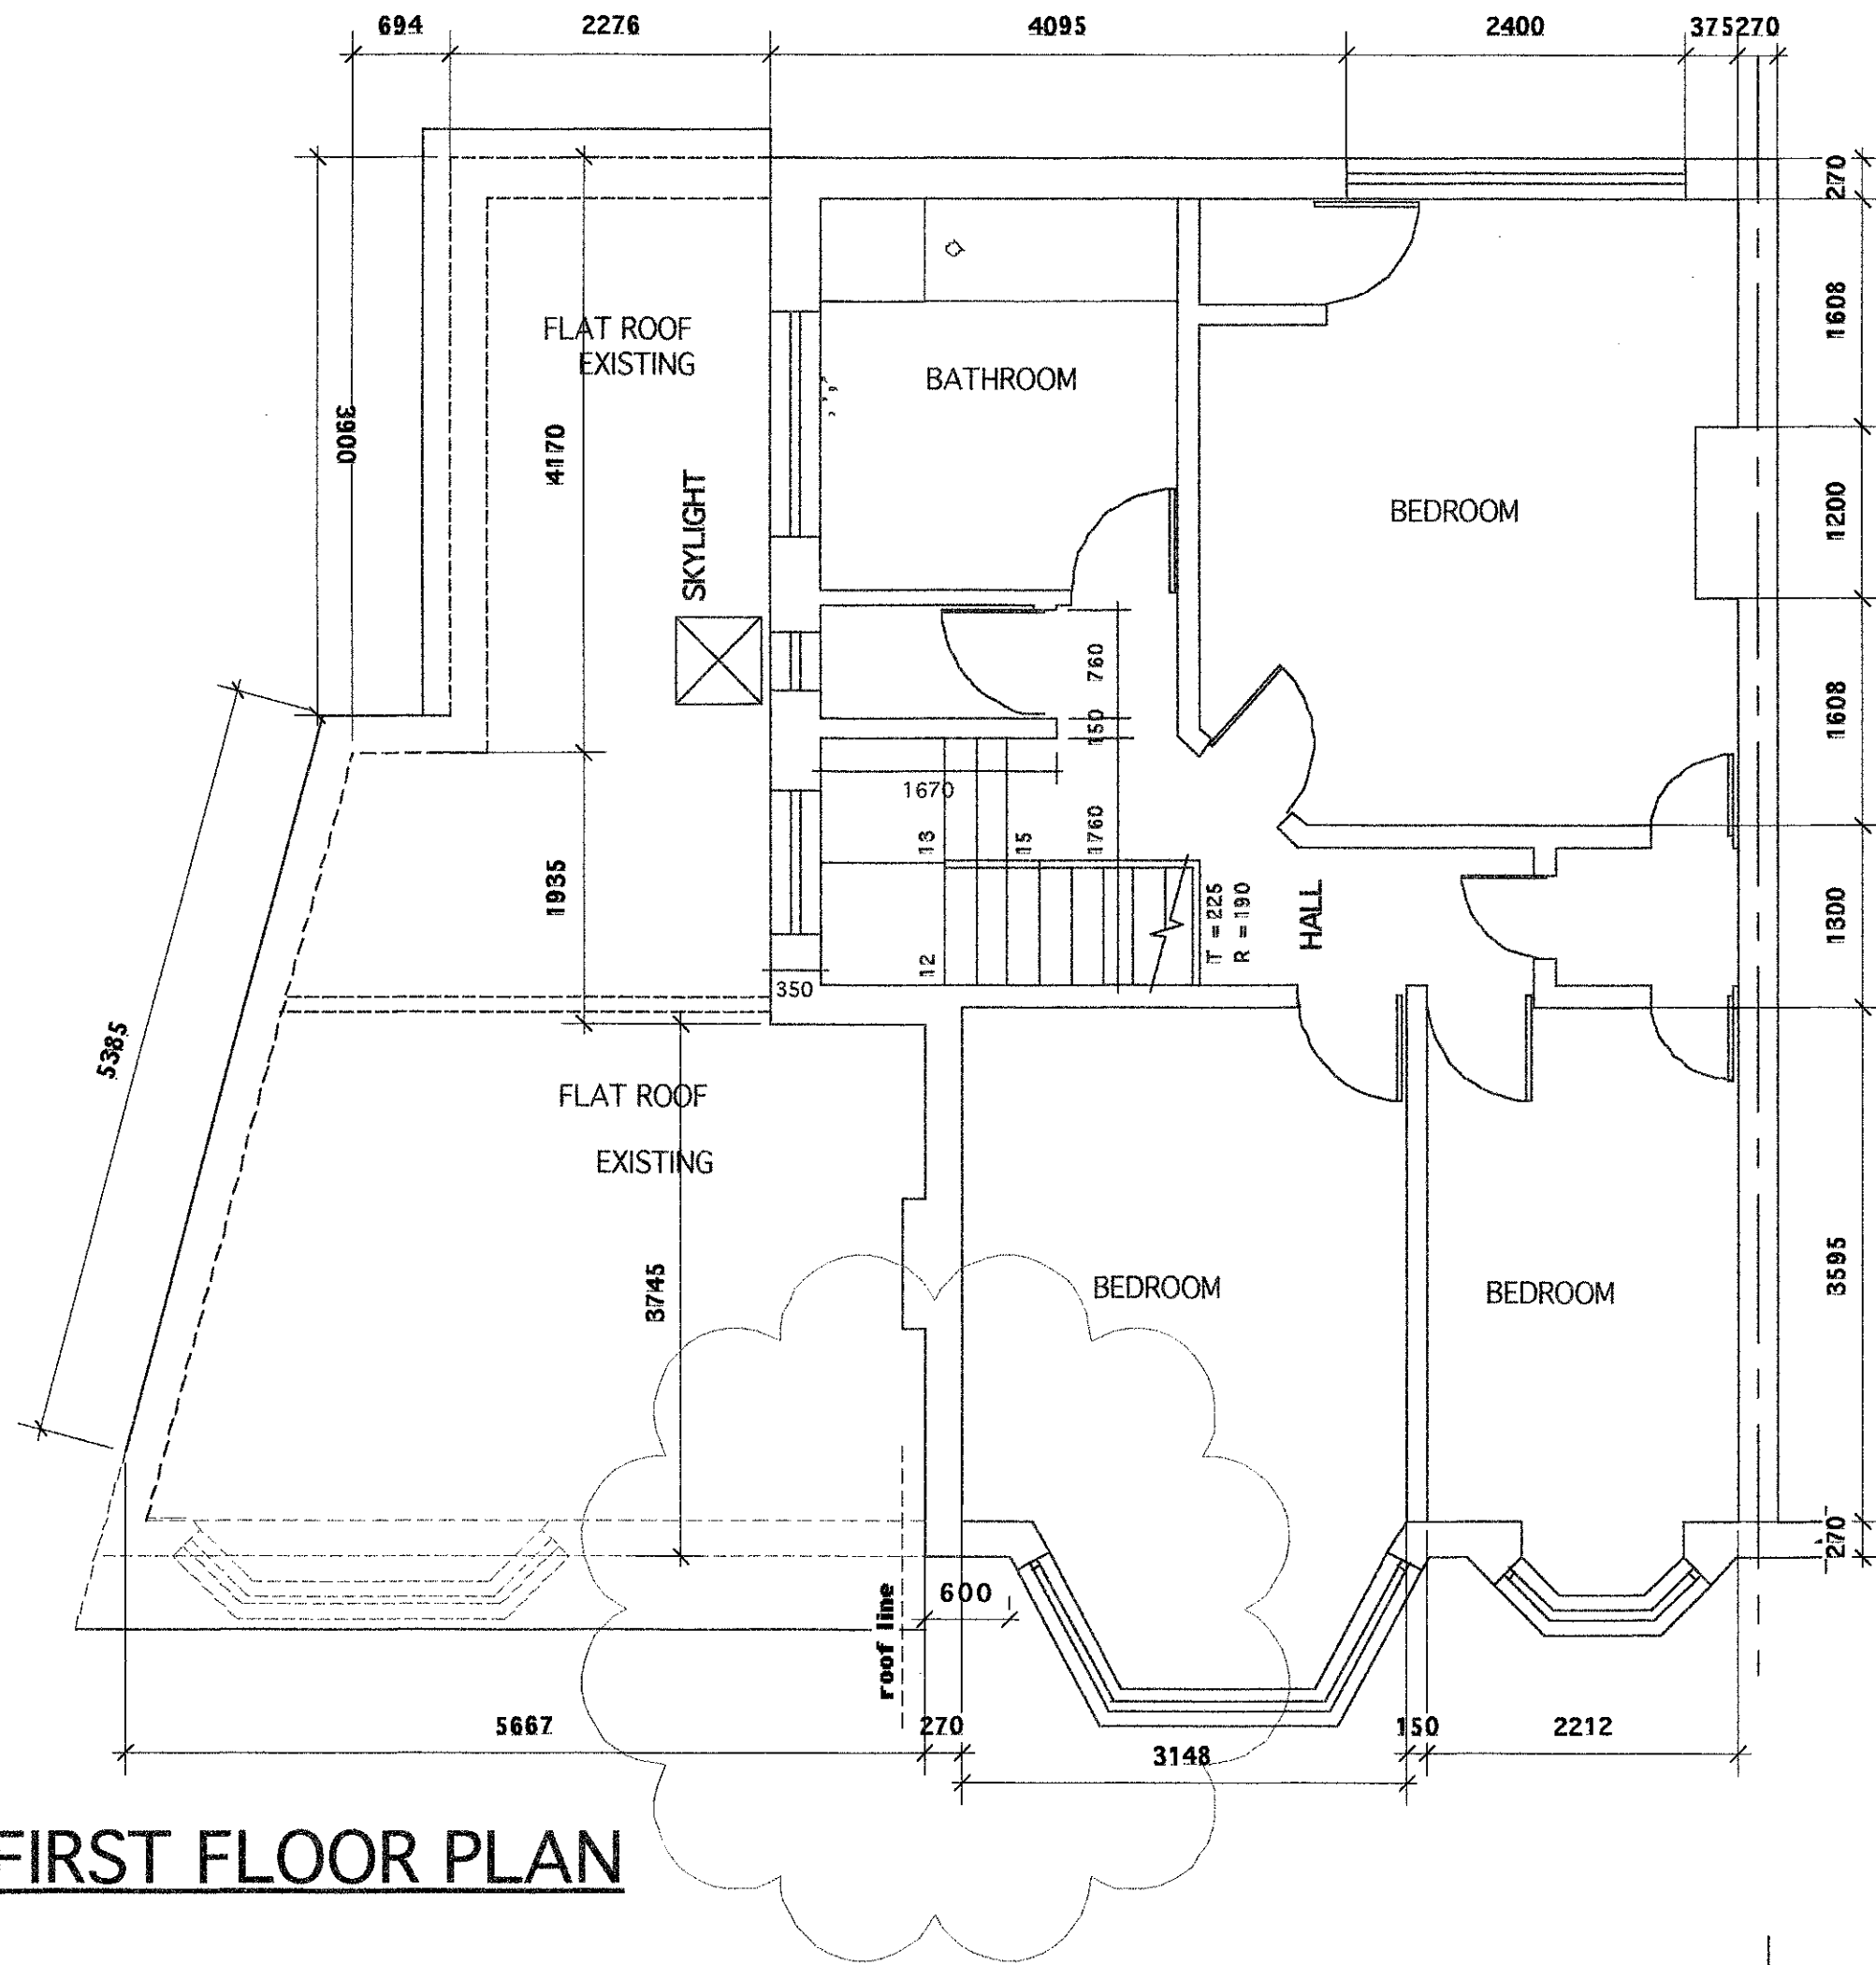 694 2276 4095 2400 375 270
270
1608
1200
1608
1300
3595
270
3900
4170
FLAT ROOF
EXISTING
SKYLIGHT
BATHROOM
BEDROOM
760
150
1760
1670
13
15
12
T = 225
R = 190
HALL
1935
350
5385
FLAT ROOF
EXISTING
3745
BEDROOM
BEDROOM
roof line
600
5667 270 3148 150 2212
FIRST FLOOR PLAN